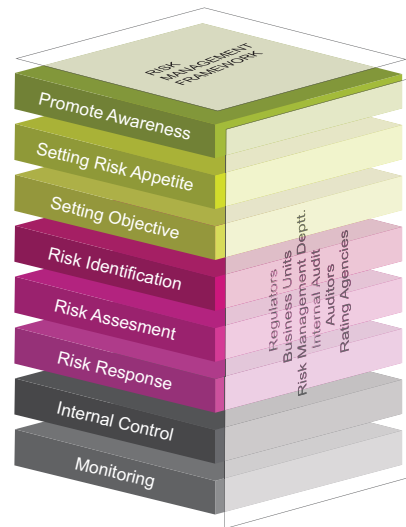 RISK
MANAGEMENT
FRAMEWORK
Promote Awareness
Setting Risk Appetite
Setting Objective
Risk Identification
Risk Assesment
Risk Response
Internal Control
Monitoring
Regulators
Business Units
Risk Management Deptt.
Internal Audit
Auditors
Rating Agencies